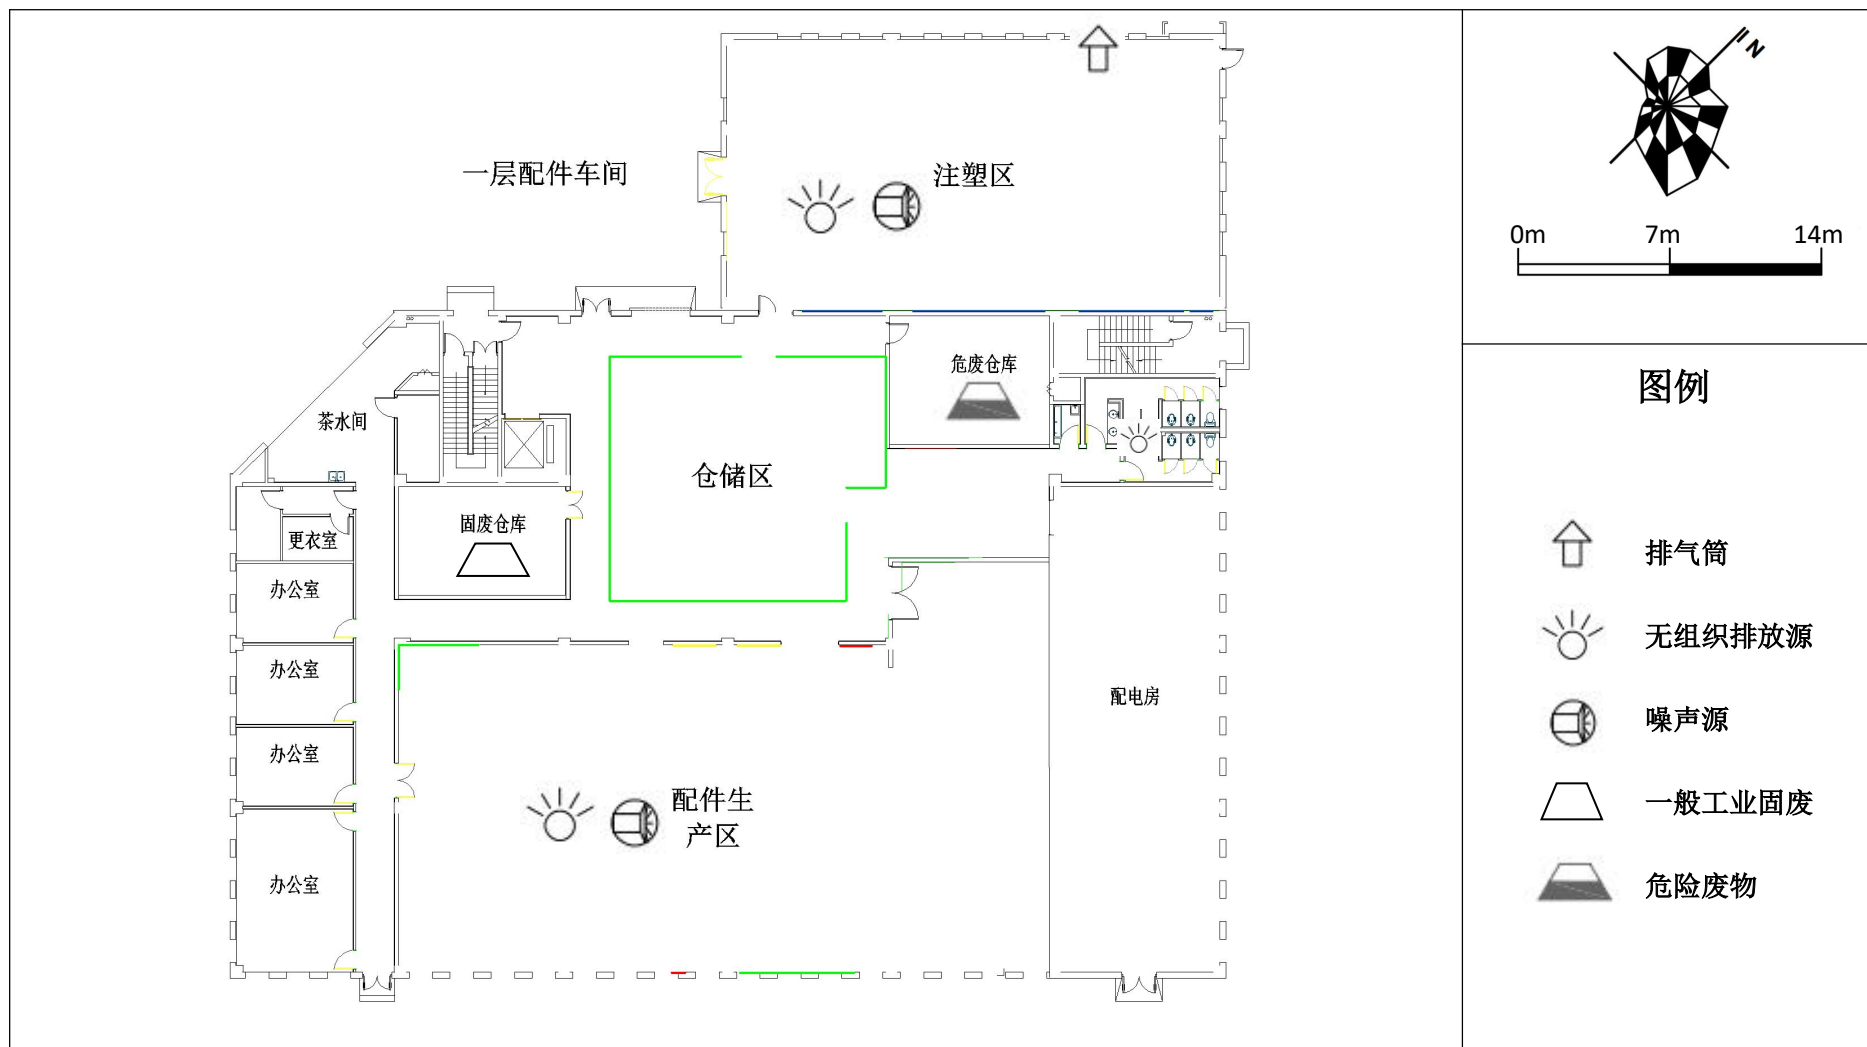 一层配件车间
注塑区
危废仓库
茶水间
仓储区
固废仓库
更衣室
办公室
办公室
配电房
办公室
配件生
产区
办公室
N
0m 7m 14m
图例
排气筒
无组织排放源
噪声源
一般工业固废
危险废物